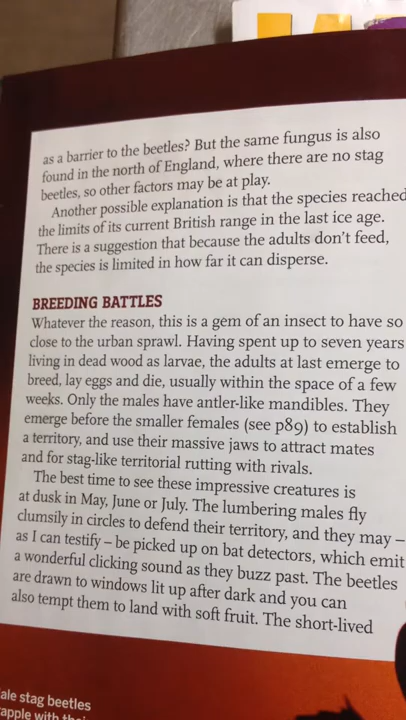 as a barrier to the beetles? But the same fungus is also
found in the north of England, where there are no stag
beetles, so other factors may be at play.
Another possible explanation is that the species reached
the limits of its current British range in the last ice age.
There is a suggestion that because the adults don't feed,
the species is limited in how far it can disperse.
BREEDING BATTLES
Whatever the reason, this is a gem of an insect to have so
close to the urban sprawl. Having spent up to seven years
living in dead wood as larvae, the adults at last emerge to
breed, lay eggs and die, usually within the space of a few
weeks. Only the males have antler-like mandibles. They
emerge before the smaller females (see p89) to establish
a territory, and use their massive jaws to attract mates
and for stag-like territorial rutting with rivals.
The best time to see these impressive creatures is
at dusk in May, June or July. The lumbering males fly
clumsily in circles to defend their territory, and they may –
as I can testify – be picked up on bat detectors, which emit
a wonderful clicking sound as they buzz past. The beetles
are drawn to windows lit up after dark and you can
also tempt them to land with soft fruit. The short-lived
ale stag beetles
apple with